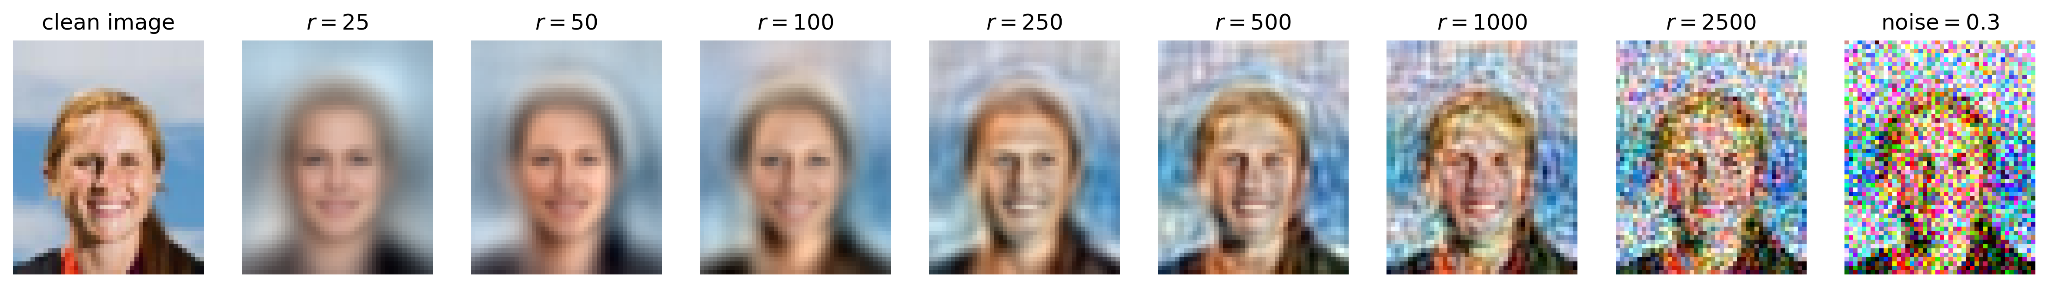 clean image r = 25 r = 50 r = 100 r = 250 r = 500 r = 1000 r = 2500 noise = 0.3